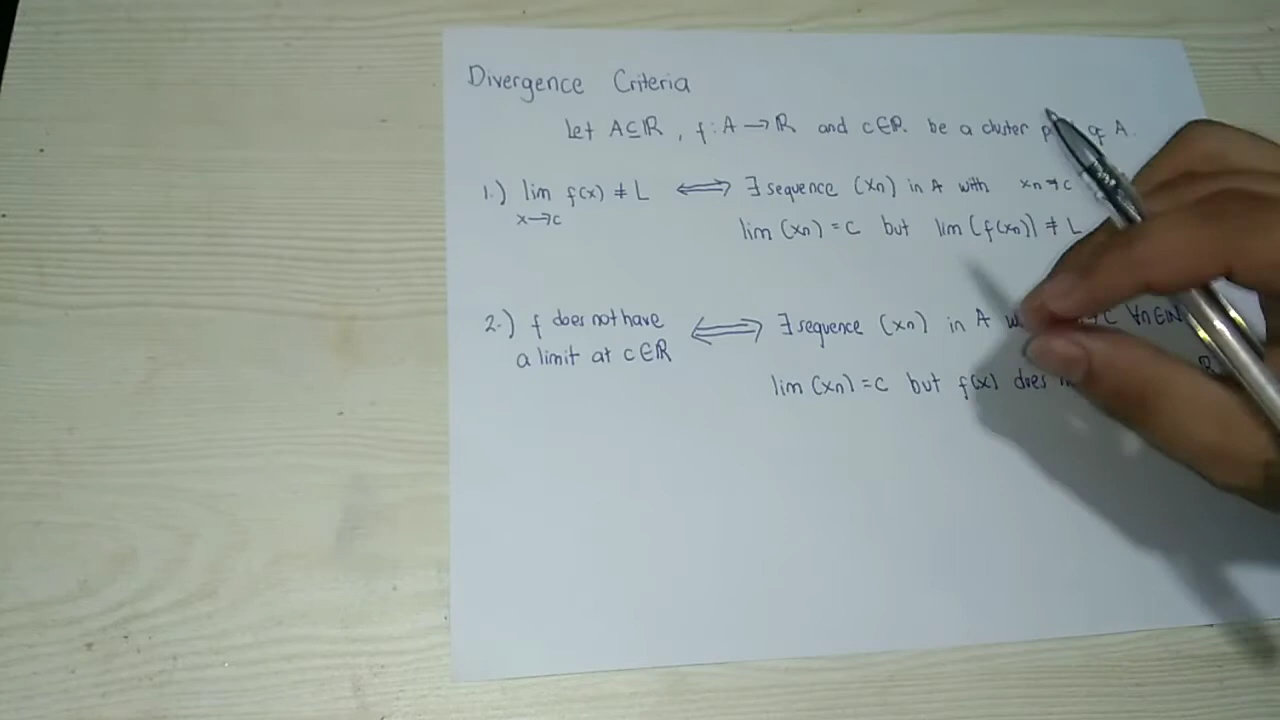 Divergence Criteria
Let A⊆ℝ, f: A→ℝ and c∈ℝ. be a cluster of A.
1.) lim f(x) ≠ L ⟺ ∃ sequence (xn) in A with xn≠c
x→c lim (xn) = c but lim (f(xn)) ≠ L
2.) f does not have ⟺ ∃ sequence (xn) in A c ∀n∈ℕ
a limit at c∈ℝ
lim (xn) = c but f(x) does ℝ